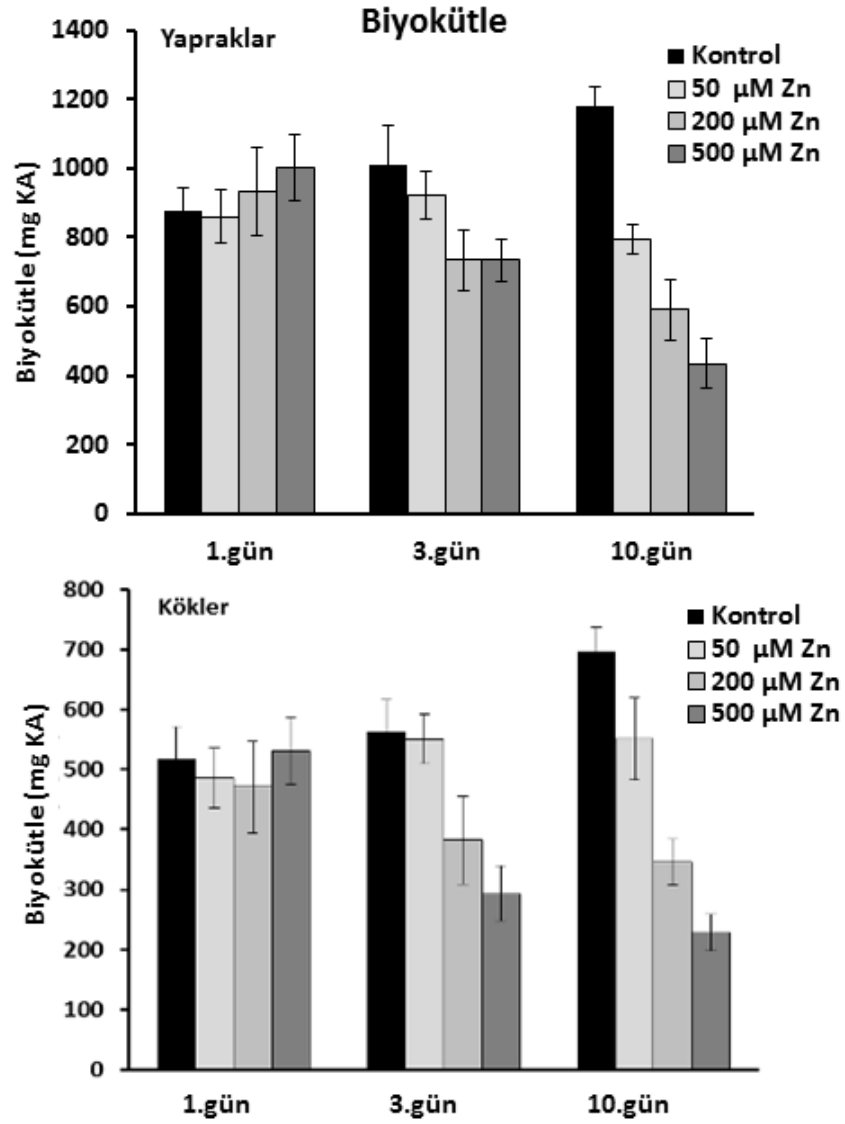 Biyokütle
Yapraklar
Kontrol
50 µM Zn
200 µM Zn
500 µM Zn
Biyokütle (mg KA)
1400
1200
1000
800
600
400
200
0
1.gün 3.gün 10.gün
Kökler
Kontrol
50 µM Zn
200 µM Zn
500 µM Zn
Biyokütle (mg KA)
800
700
600
500
400
300
200
100
0
1.gün 3.gün 10.gün